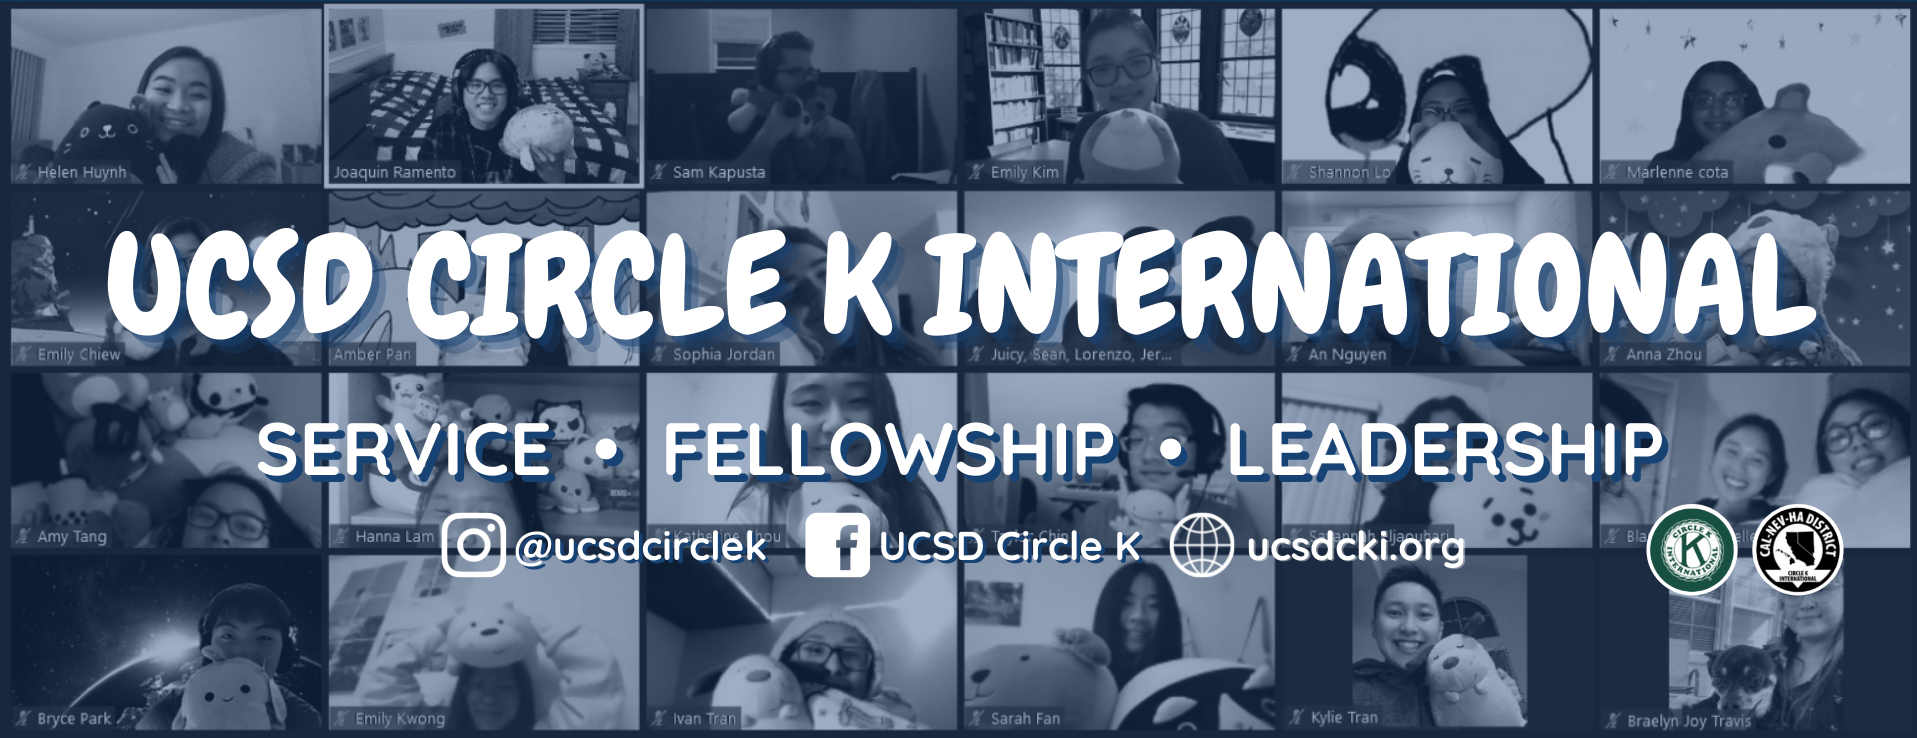 Helen Huynh
Joaquin Ramento
Sam Kapusta
Emily Kim
Shannon Lo
Marlenne cota
UCSD CIRCLE K INTERNATIONAL
Emily Chiew
Amber Pan
Sophia Jordan
Juicy, Sean, Lorenzo, Jer...
An Nguyen
Anna Zhou
SERVICE • FELLOWSHIP • LEADERSHIP
Amy Tang
Hanna Lam
@ucsdcirclek
UCSD Circle K
ucsdcki.org
CIRCLE K INTERNATIONAL
CAL-NEV-HA DISTRICT
CIRCLE K
INTERNATIONAL
Bryce Park
Emily Kwong
Ivan Tran
Sarah Fan
Kylie Tran
Braelyn Joy Travis